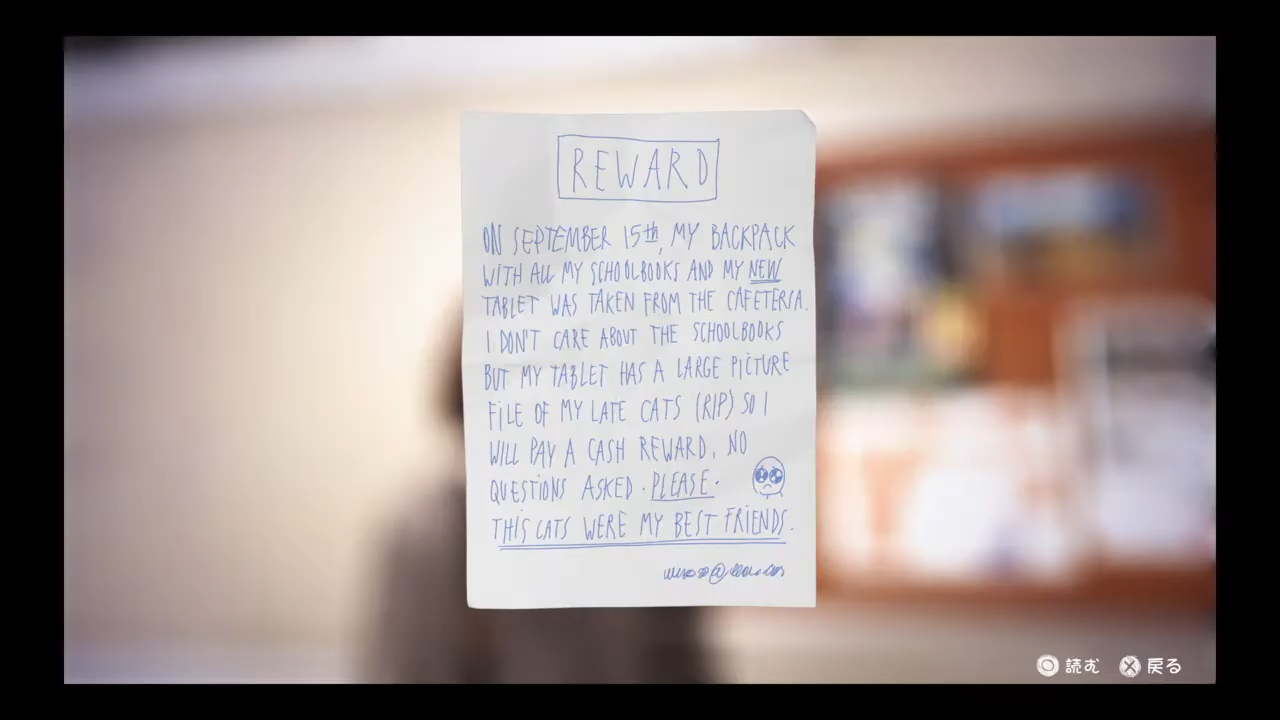 REWARD
ON SEPTEMBER 15th, MY BACKPACK
WITH ALL MY SCHOOLBOOKS AND MY NEW
TABLET WAS TAKEN FROM THE CAFETERIA.
I DON'T CARE ABOUT THE SCHOOLBOOKS
BUT MY TABLET HAS A LARGE PICTURE
FILE OF MY LATE CATS (RIP) SO I
WILL PAY A CASH REWARD, NO
QUESTIONS ASKED. PLEASE.
THIS CATS WERE MY BEST FRIENDS.
読む 戻る